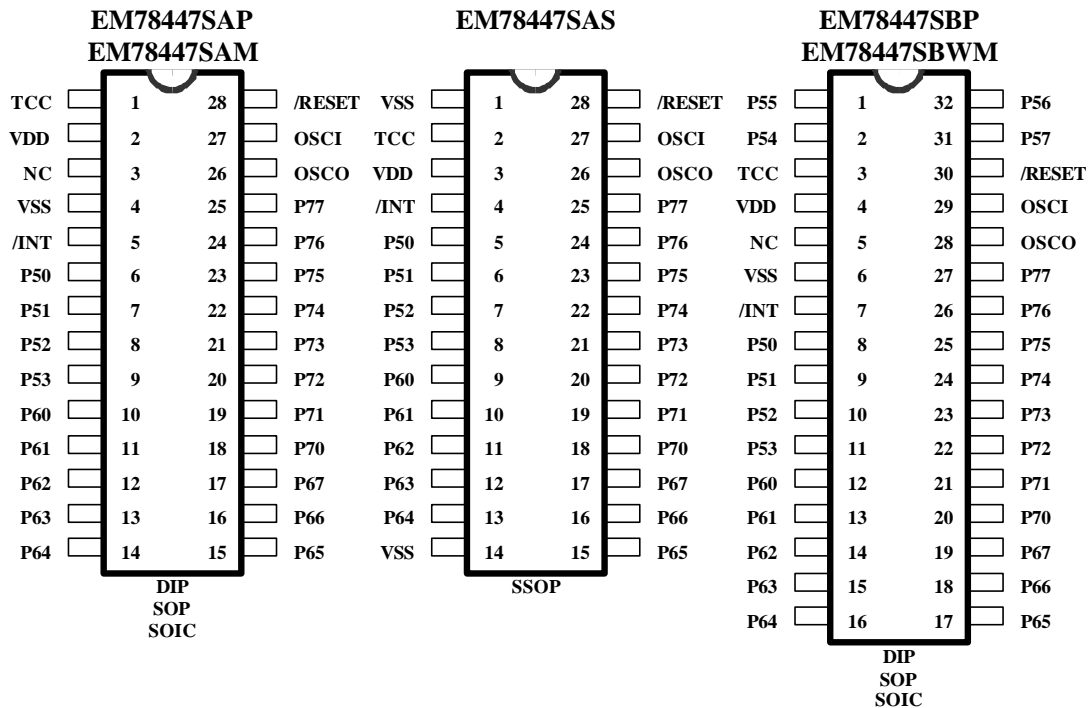 EM78447SAP
EM78447SAM
TCC 1 28 /RESET
VDD 2 27 OSCI
NC 3 26 OSCO
VSS 4 25 P77
/INT 5 24 P76
P50 6 23 P75
P51 7 22 P74
P52 8 21 P73
P53 9 20 P72
P60 10 19 P71
P61 11 18 P70
P62 12 17 P67
P63 13 16 P66
P64 14 15 P65
DIP
SOP
SOIC
EM78447SAS
VSS 1 28 /RESET
TCC 2 27 OSCI
VDD 3 26 OSCO
/INT 4 25 P77
P50 5 24 P76
P51 6 23 P75
P52 7 22 P74
P53 8 21 P73
P60 9 20 P72
P61 10 19 P71
P62 11 18 P70
P63 12 17 P67
P64 13 16 P66
VSS 14 15 P65
SSOP
EM78447SBP
EM78447SBWM
P55 1 32 P56
P54 2 31 P57
TCC 3 30 /RESET
VDD 4 29 OSCI
NC 5 28 OSCO
VSS 6 27 P77
/INT 7 26 P76
P50 8 25 P75
P51 9 24 P74
P52 10 23 P73
P53 11 22 P72
P60 12 21 P71
P61 13 20 P70
P62 14 19 P67
P63 15 18 P66
P64 16 17 P65
DIP
SOP
SOIC